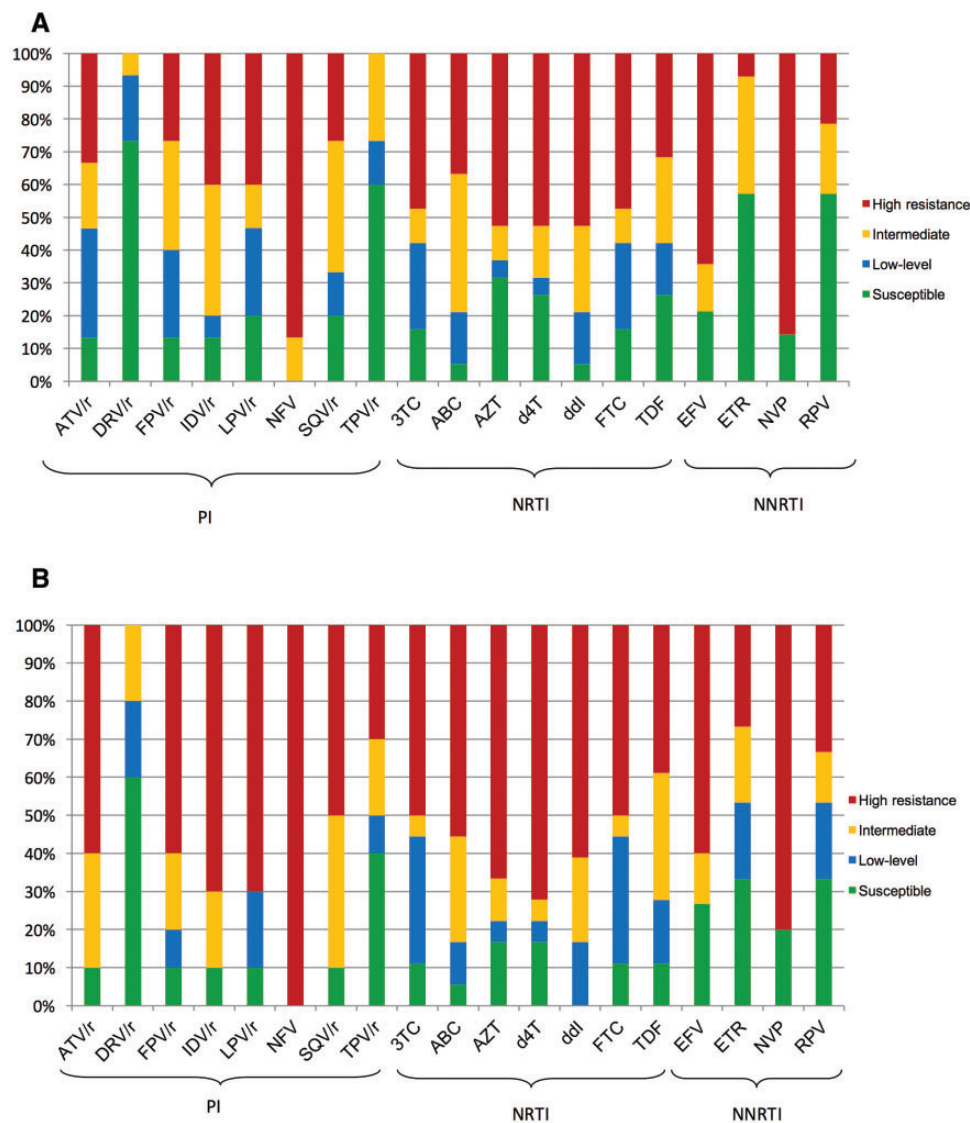 A
100%
90%
80%
70%
60%
50%
40%
30%
20%
10%
0%
High resistance
Intermediate
Low-level
Susceptible
ATV/r DRV/r FPV/r IDV/r LPV/r NFV SQV/r TPV/r 3TC ABC AZT d4T ddI FTC TDF EFV ETR NVP RPV
PI NRTI NNRTI
B
100%
90%
80%
70%
60%
50%
40%
30%
20%
10%
0%
High resistance
Intermediate
Low-level
Susceptible
ATV/r DRV/r FPV/r IDV/r LPV/r NFV SQV/r TPV/r 3TC ABC AZT d4T ddI FTC TDF EFV ETR NVP RPV
PI NRTI NNRTI